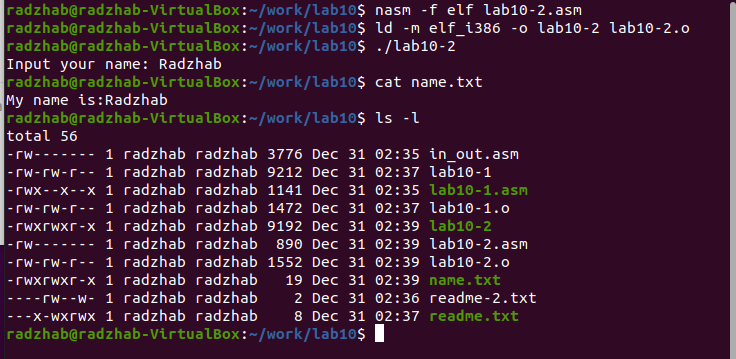 radzhab@radzhab-VirtualBox:~/work/lab10$ nasm -f elf lab10-2.asm
radzhab@radzhab-VirtualBox:~/work/lab10$ ld -m elf_i386 -o lab10-2 lab10-2.o
radzhab@radzhab-VirtualBox:~/work/lab10$ ./lab10-2
Input your name: Radzhab
radzhab@radzhab-VirtualBox:~/work/lab10$ cat name.txt
My name is:Radzhab
radzhab@radzhab-VirtualBox:~/work/lab10$ ls -l
total 56
-rw------- 1 radzhab radzhab 3776 Dec 31 02:35 in_out.asm
-rw-rw-r-- 1 radzhab radzhab 9212 Dec 31 02:37 lab10-1
-rwx--x--x 1 radzhab radzhab 1141 Dec 31 02:35 lab10-1.asm
-rw-rw-r-- 1 radzhab radzhab 1472 Dec 31 02:37 lab10-1.o
-rwxrwxr-x 1 radzhab radzhab 9192 Dec 31 02:39 lab10-2
-rw------- 1 radzhab radzhab  890 Dec 31 02:39 lab10-2.asm
-rw-rw-r-- 1 radzhab radzhab 1552 Dec 31 02:39 lab10-2.o
-rwxrwxr-x 1 radzhab radzhab   19 Dec 31 02:39 name.txt
----rw--w- 1 radzhab radzhab    2 Dec 31 02:36 readme-2.txt
---x-wxrwx 1 radzhab radzhab    8 Dec 31 02:37 readme.txt
radzhab@radzhab-VirtualBox:~/work/lab10$